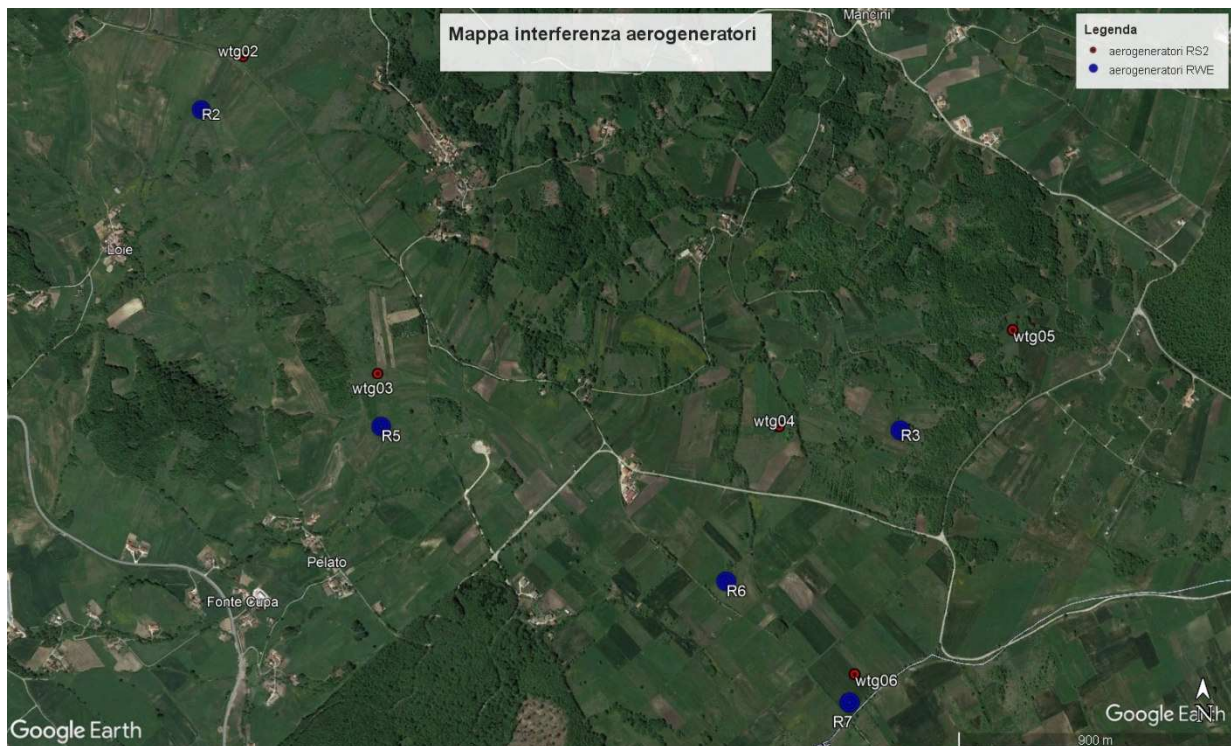 Mappa interferenza aerogeneratori
Mancini
Legenda
aerogeneratori RS2
aerogeneratori RWE
wtg02
R2
Loie
wtg05
wtg03
wtg04
R5
R3
Pelato
R6
Fonte Cupa
wtg06
R7
Google Earth
Google Earth
N
900 m